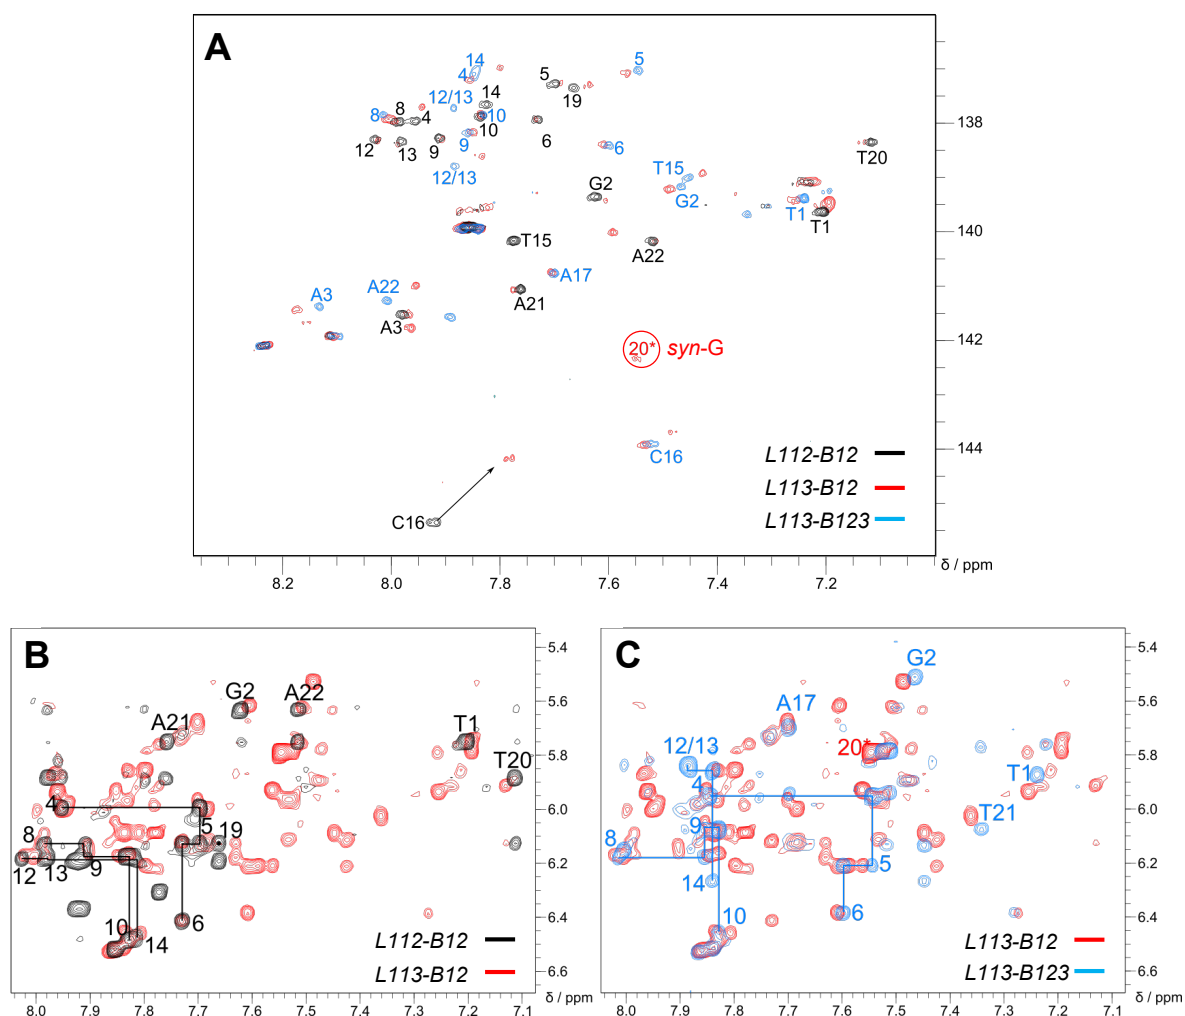 A
14
4
5
5
19
12/13
14
8
8
4
10
10
6
6
9
9
12
13
12/13
T20
T15
G2
G2
T1
T1
T15
A22
A17
A3
A22
A21
A3
20*
syn-G
C16
C16
L112-B12
L113-B12
L113-B123
138
140
142
144
8.2
8.0
7.8
7.6
7.4
7.2
δ / ppm
B
G2
A22
A21
T1
T20
4
5
19
8
12
13
9
6
10
14
L112-B12
L113-B12
8.0
7.9
7.8
7.7
7.6
7.5
7.4
7.3
7.2
7.1
5.4
5.6
5.8
6.0
6.2
6.4
6.6
δ / ppm
C
G2
A17
12/13
20*
4
T1
T21
9
8
5
14
6
10
L113-B12
L113-B123
8.0
7.9
7.8
7.7
7.6
7.5
7.4
7.3
7.2
7.1
5.4
5.6
5.8
6.0
6.2
6.4
6.6
δ / ppm